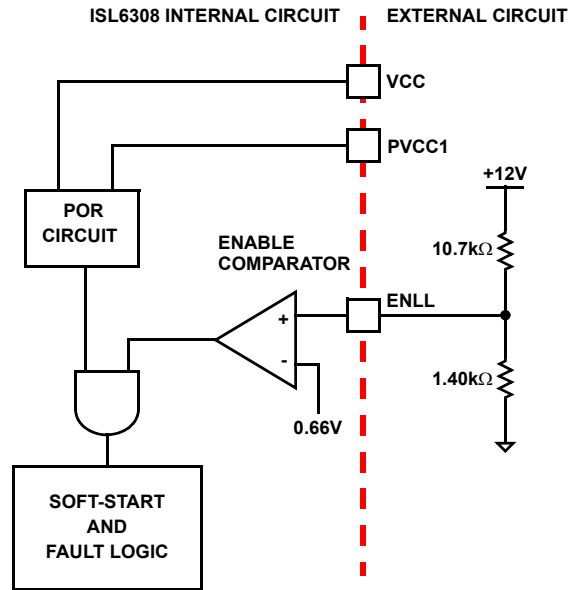 ISL6308 INTERNAL CIRCUIT
EXTERNAL CIRCUIT
VCC
PVCC1
+12V
POR
CIRCUIT
10.7kΩ
ENABLE
COMPARATOR
ENLL
+
-
1.40kΩ
0.66V
SOFT-START
AND
FAULT LOGIC